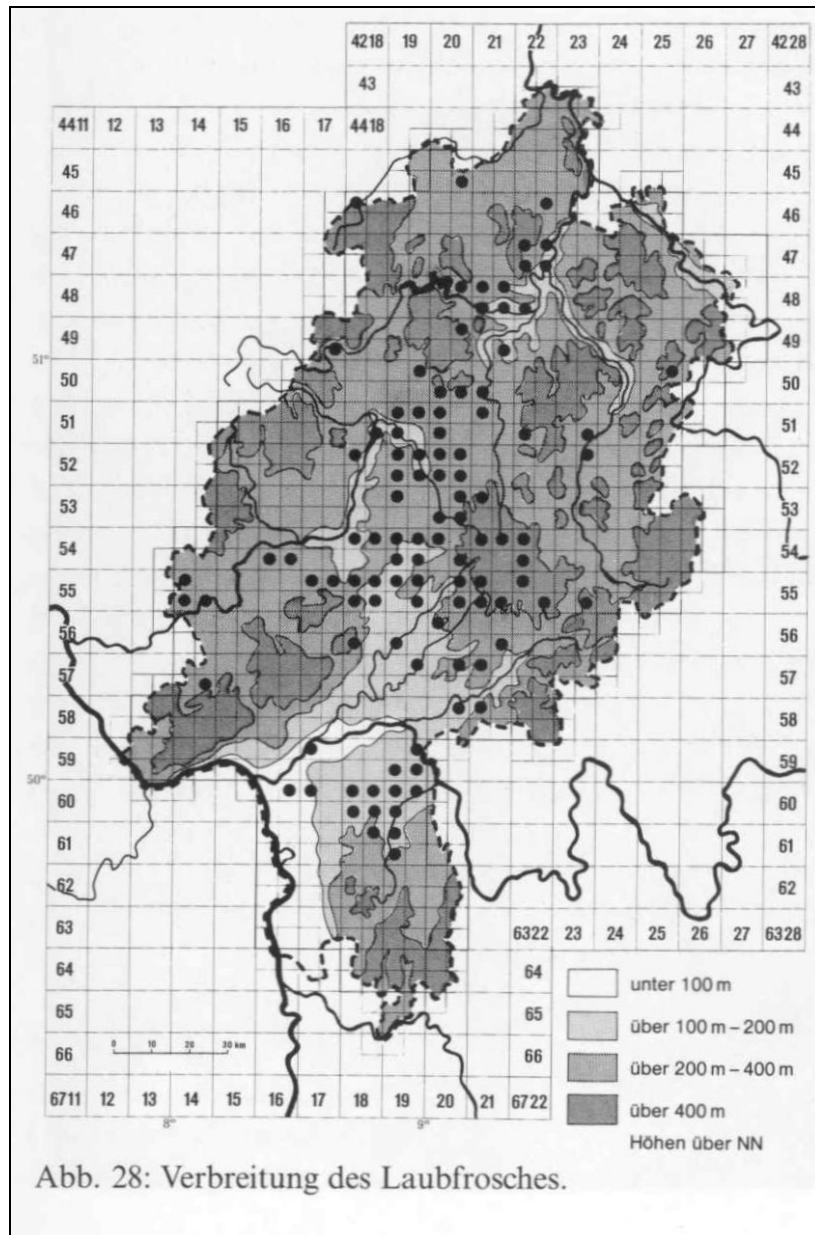 4218 19 20 21 22 23 24 25 26 27 4228
43 43
4411 12 13 14 15 16 17 4418 44
45 45
46 46
47 47
48 48
49 49
51°
50 50
51 51
52 52
53 53
54 54
55 55
56 56
57 57
58 58
59 59
50°
60 60
61 61
62 62
63 6322 23 24 25 26 27 6328
64 64
65 65
66 66
0 10 20 30 km
6711 12 13 14 15 16 17 18 19 20 21 6722
8° 9°
unter 100 m
über 100 m – 200 m
über 200 m – 400 m
über 400 m
Höhen über NN
Abb. 28: Verbreitung des Laubfrosches.